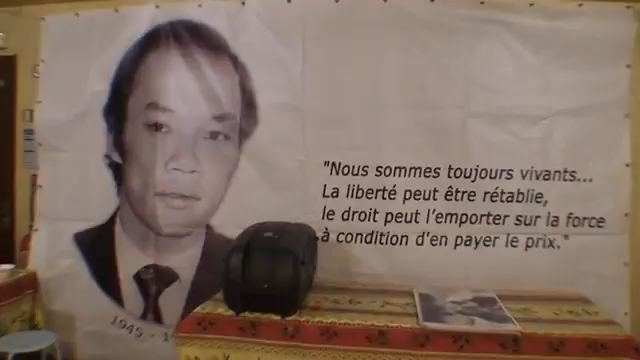 "Nous sommes toujours vivants...
La liberté peut être rétablie,
le droit peut l'emporter sur la force
à condition d'en payer le prix."
1945 -